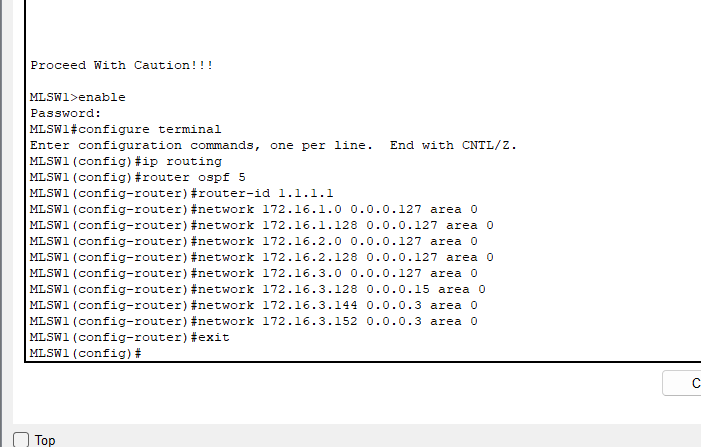 Proceed With Caution!!!
MLSW1>enable
Password:
MLSW1#configure terminal
Enter configuration commands, one per line.  End with CNTL/Z.
MLSW1(config)#ip routing
MLSW1(config)#router ospf 5
MLSW1(config-router)#router-id 1.1.1.1
MLSW1(config-router)#network 172.16.1.0 0.0.0.127 area 0
MLSW1(config-router)#network 172.16.1.128 0.0.0.127 area 0
MLSW1(config-router)#network 172.16.2.0 0.0.0.127 area 0
MLSW1(config-router)#network 172.16.2.128 0.0.0.127 area 0
MLSW1(config-router)#network 172.16.3.0 0.0.0.127 area 0
MLSW1(config-router)#network 172.16.3.128 0.0.0.15 area 0
MLSW1(config-router)#network 172.16.3.144 0.0.0.3 area 0
MLSW1(config-router)#network 172.16.3.152 0.0.0.3 area 0
MLSW1(config-router)#exit
MLSW1(config)#
C
Top